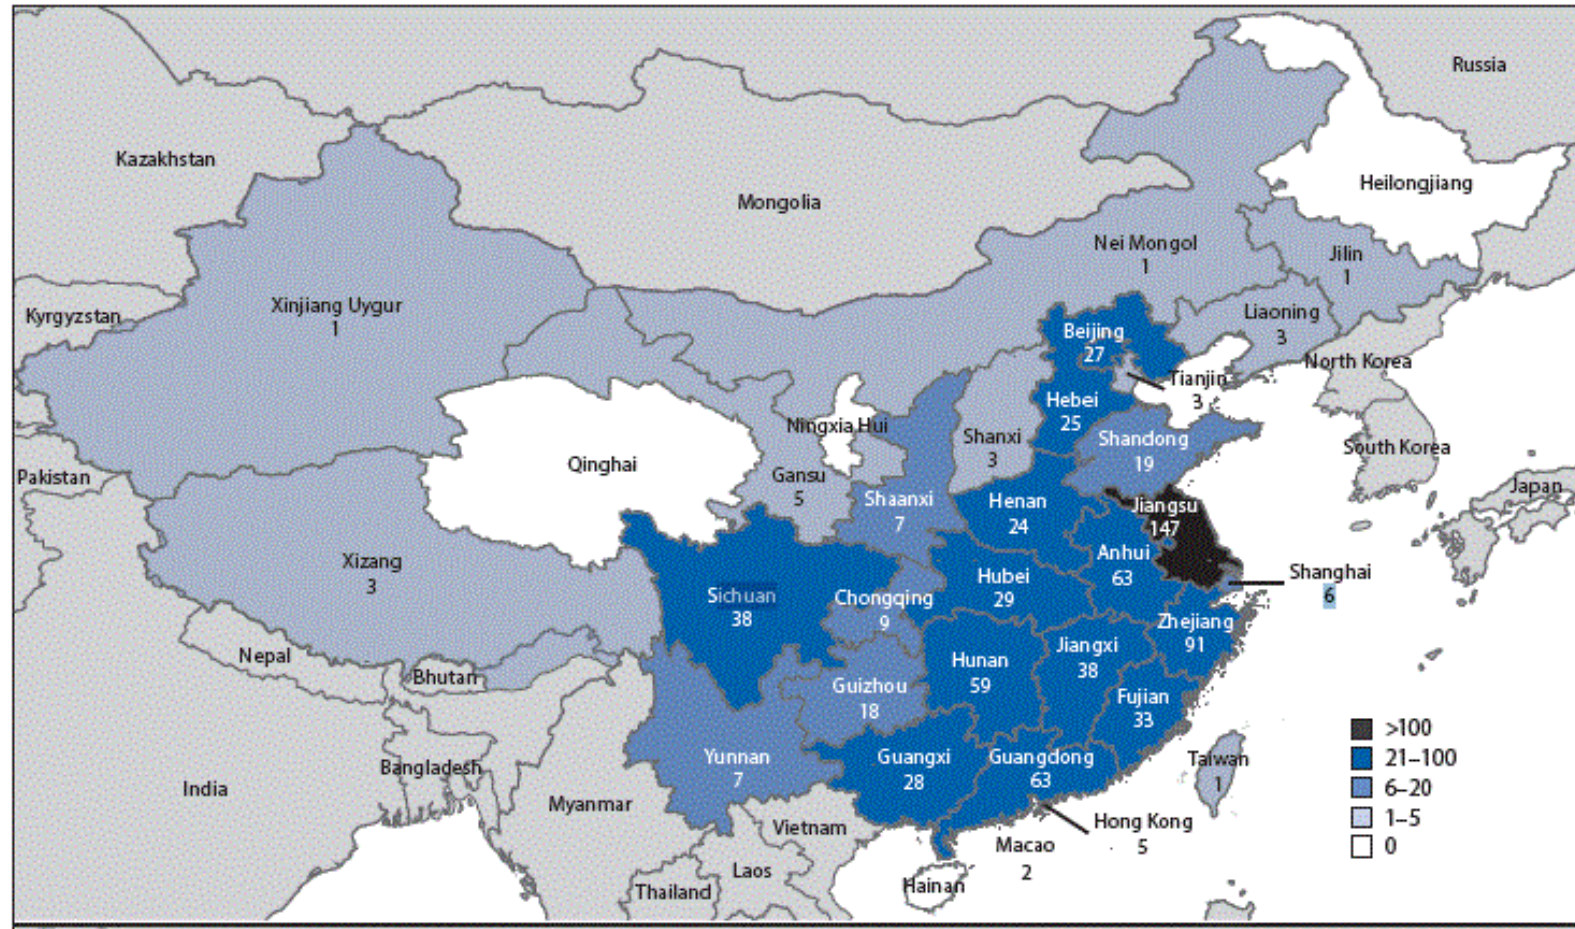 Russia
Kazakhstan
Heilongjiang
Mongolia
Nei Mongol
1
Jilin
1
Xinjiang Uygur
1
Kyrgyzstan
Liaoning
3
Beijing
27
North Korea
Tianjin
3
Hebei
25
Ningxia Hui
Shanxi
3
Shandong
19
South Korea
Qinghai
Gansu
5
Pakistan
Japan
Shaanxi
7
Henan
24
Jiangsu
147
Xizang
3
Anhui
63
Hubei
29
Shanghai
6
Sichuan
38
Chongqing
9
Zhejiang
91
Nepal
Jiangxi
38
Hunan
59
Bhutan
Guizhou
18
Fujian
33
Yunnan
7
Guangxi
28
Guangdong
63
Taiwan
1
Bangladesh
India
Myanmar
Vietnam
Hong Kong
5
Macao
2
Laos
Thailand
Hainan
>100
21–100
6–20
1–5
0